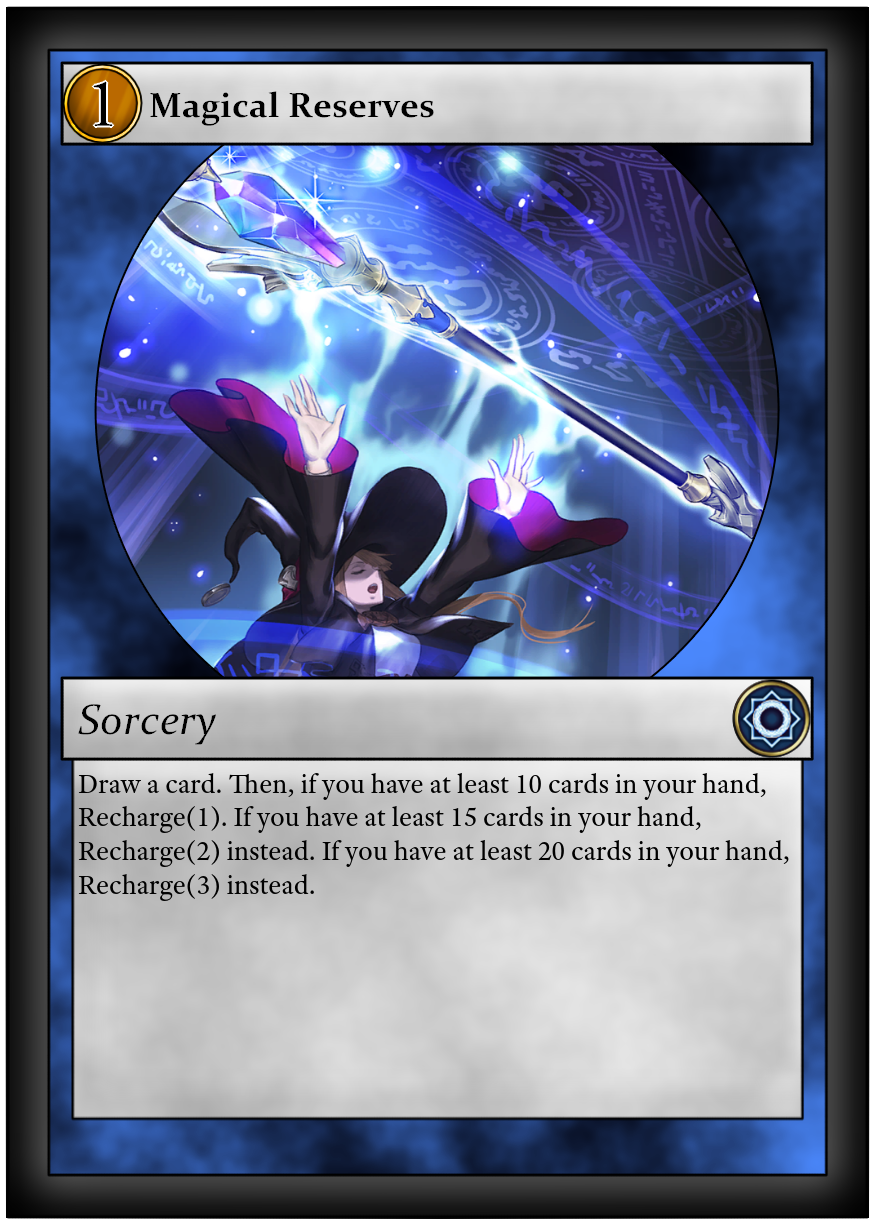 1
Magical Reserves
Sorcery
Draw a card. Then, if you have at least 10 cards in your hand,
Recharge(1). If you have at least 15 cards in your hand,
Recharge(2) instead. If you have at least 20 cards in your hand,
Recharge(3) instead.